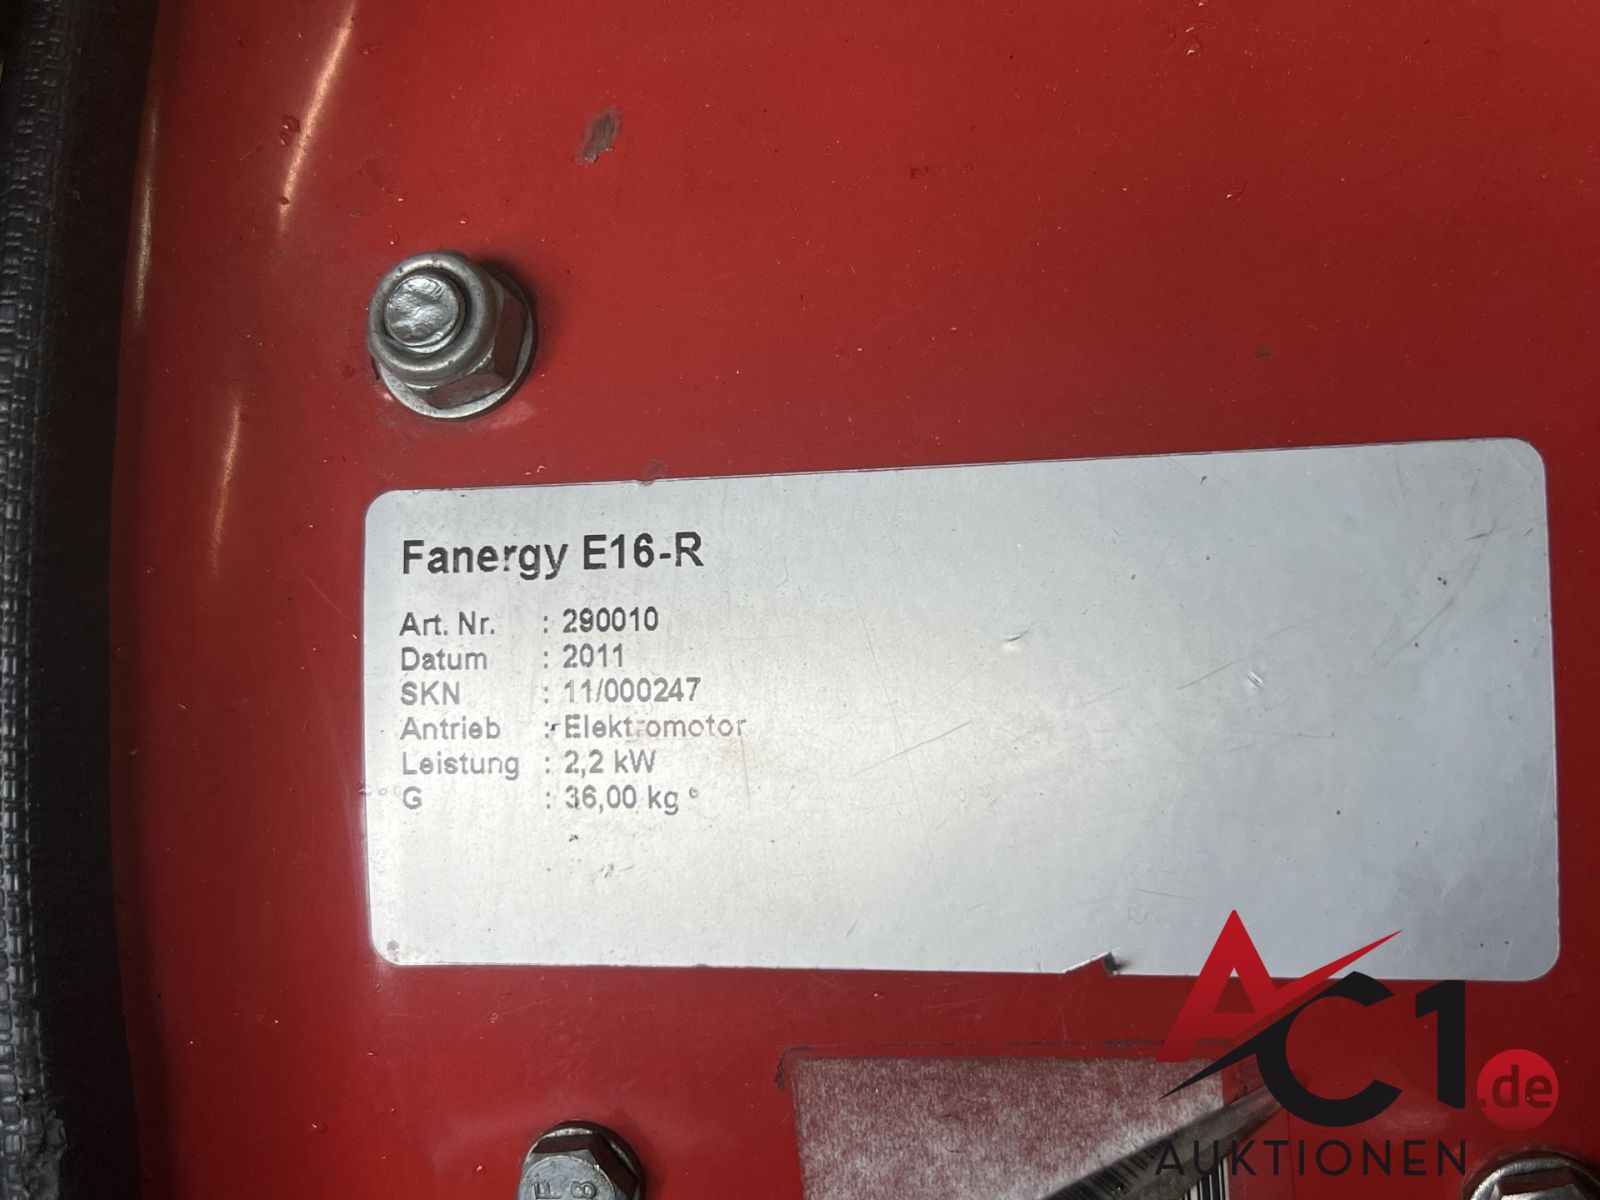 Fanergy E16-R
Art. Nr. : 290010
Datum : 2011
SKN : 11/000247
Antrieb : Elektromotor
Leistung : 2,2 kW
G : 36,00 kg
AC1.de
AUKTIONEN
8